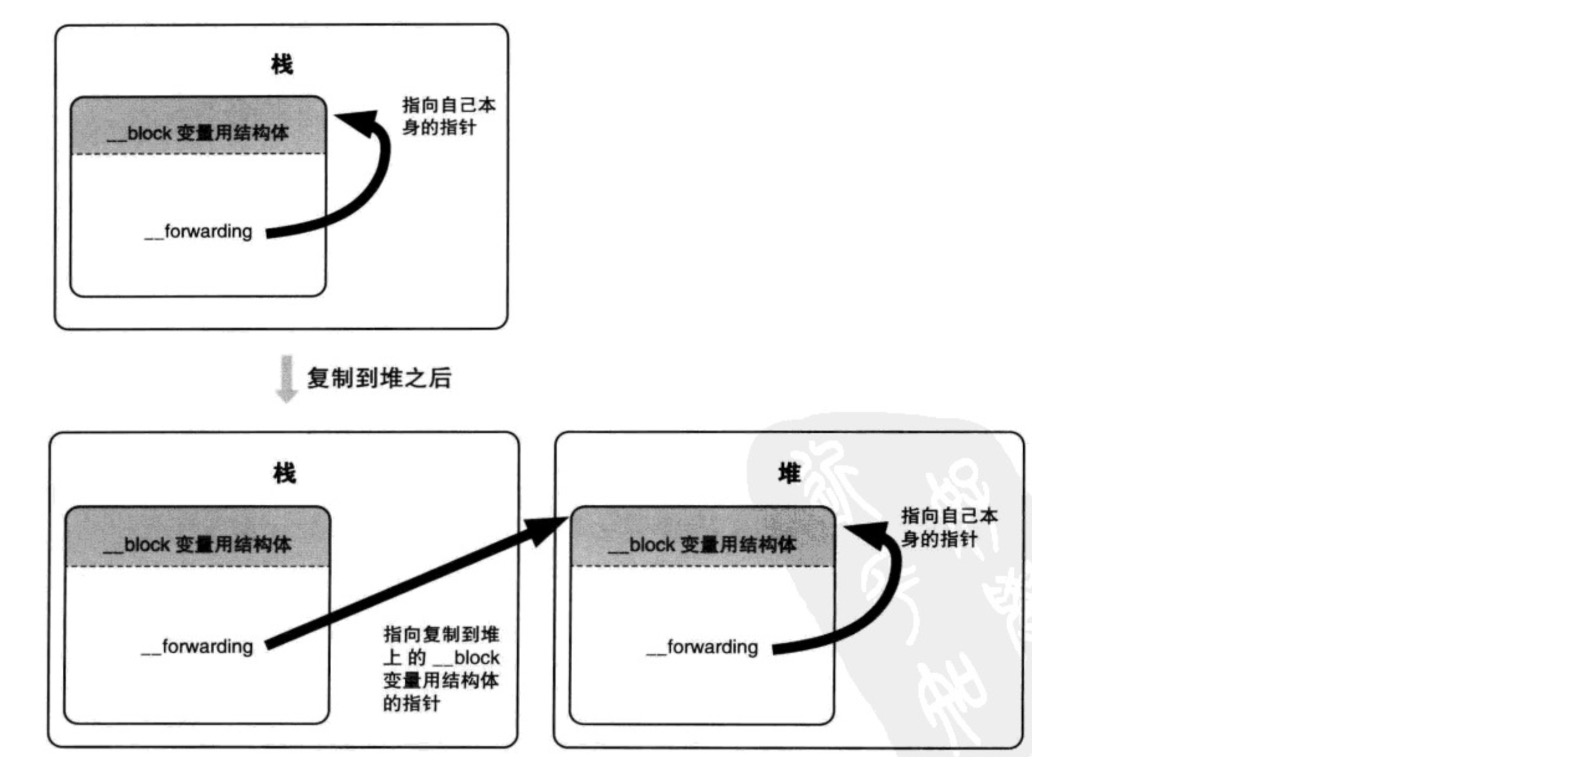 栈
__block 变量用结构体
指向自己本
身的指针
__forwarding
复制到堆之后
栈
__block 变量用结构体
__forwarding
指向复制到堆
上 的 __block
变量用结构体
的指针
堆
__block 变量用结构体
指向自己本
身的指针
__forwarding